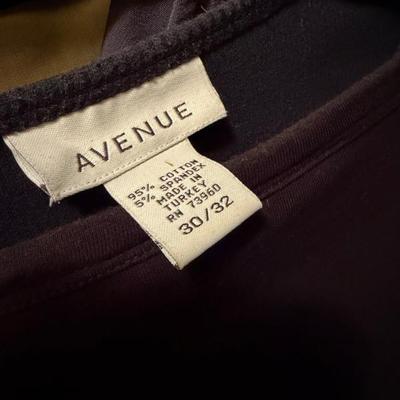 AVENUE
95% COTTON
5% SPANDEX
MADE IN
TURKEY
RN 73960
30/32